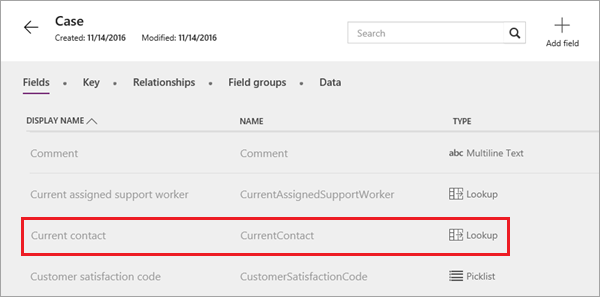 Case
Created: 11/14/2016 Modified: 11/14/2016
Search
Add field
Fields • Key • Relationships • Field groups • Data
DISPLAY NAME NAME TYPE
Comment Comment abc Multiline Text
Current assigned support worker CurrentAssignedSupportWorker Lookup
Current contact CurrentContact Lookup
Customer satisfaction code CustomerSatisfactionCode Picklist